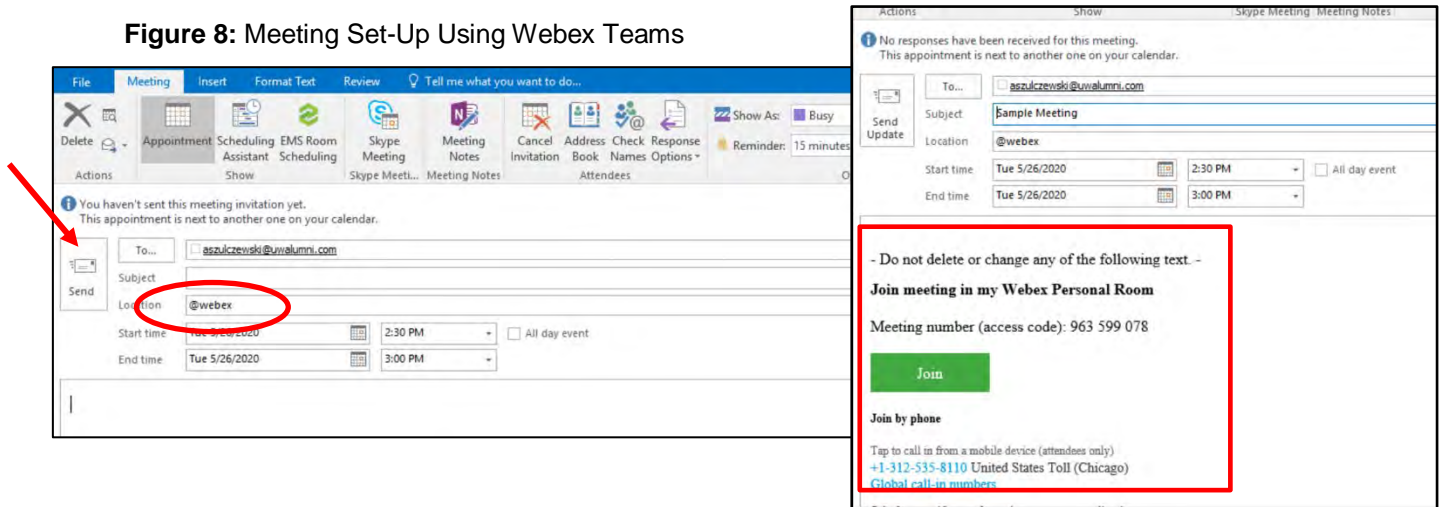 Figure 8: Meeting Set-Up Using Webex Teams
File Meeting Insert Format Text Review Tell me what you want to do...
Delete
Appointment Scheduling Assistant EMS Room Scheduling
Skype Meeting
Meeting Notes
Cancel Invitation Address Book Check Names Response Options
Show As: Busy
Reminder: 15 minutes
Actions Show Skype Meeti... Meeting Notes Attendees
You haven't sent this meeting invitation yet.
This appointment is next to another one on your calendar.
Send
To... aszulczewski@uwalumni.com
Subject
Location @webex
Start time Tue 5/26/2020 2:30 PM All day event
End time Tue 5/26/2020 3:00 PM
Actions Show Skype Meeting Meeting Notes
No responses have been received for this meeting.
This appointment is next to another one on your calendar.
Send Update
To... aszulczewski@uwalumni.com
Subject Sample Meeting
Location @webex
Start time Tue 5/26/2020 2:30 PM All day event
End time Tue 5/26/2020 3:00 PM
- Do not delete or change any of the following text. -
Join meeting in my Webex Personal Room
Meeting number (access code): 963 599 078
Join
Join by phone
Tap to call in from a mobile device (attendees only)
+1-312-535-8110 United States Toll (Chicago)
Global call-in numbers